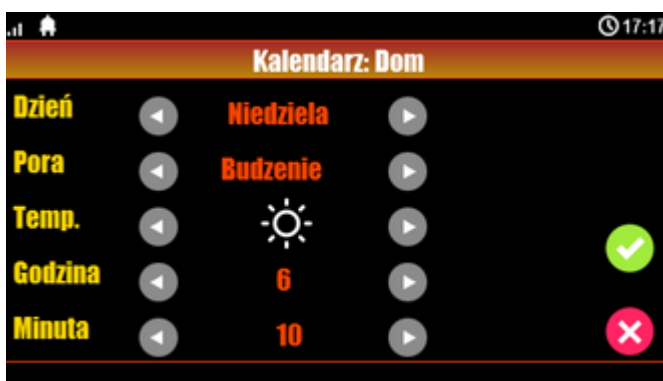 17:17
Kalendarz: Dom
Dzień Niedziela
Pora Budzenie
Temp.
Godzina 6
Minuta 10